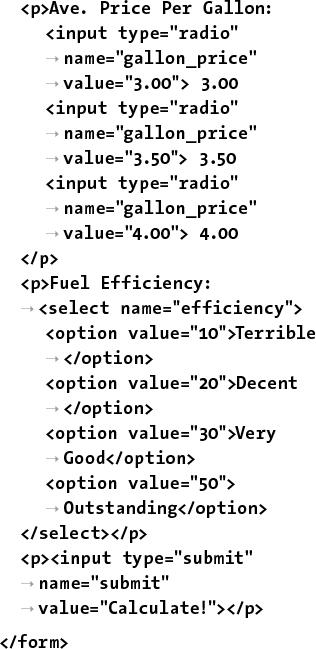 <p>Ave. Price Per Gallon:
<input type="radio"
→ name="gallon_price"
→ value="3.00"> 3.00
<input type="radio"
→ name="gallon_price"
→ value="3.50"> 3.50
<input type="radio"
→ name="gallon_price"
→ value="4.00"> 4.00
</p>
<p>Fuel Efficiency:
→ <select name="efficiency">
<option value="10">Terrible
→ </option>
<option value="20">Decent
→ </option>
<option value="30">Very
→ Good</option>
<option value="50">
→ Outstanding</option>
</select></p>
<p><input type="submit"
→ name="submit"
→ value="Calculate!"></p>
</form>